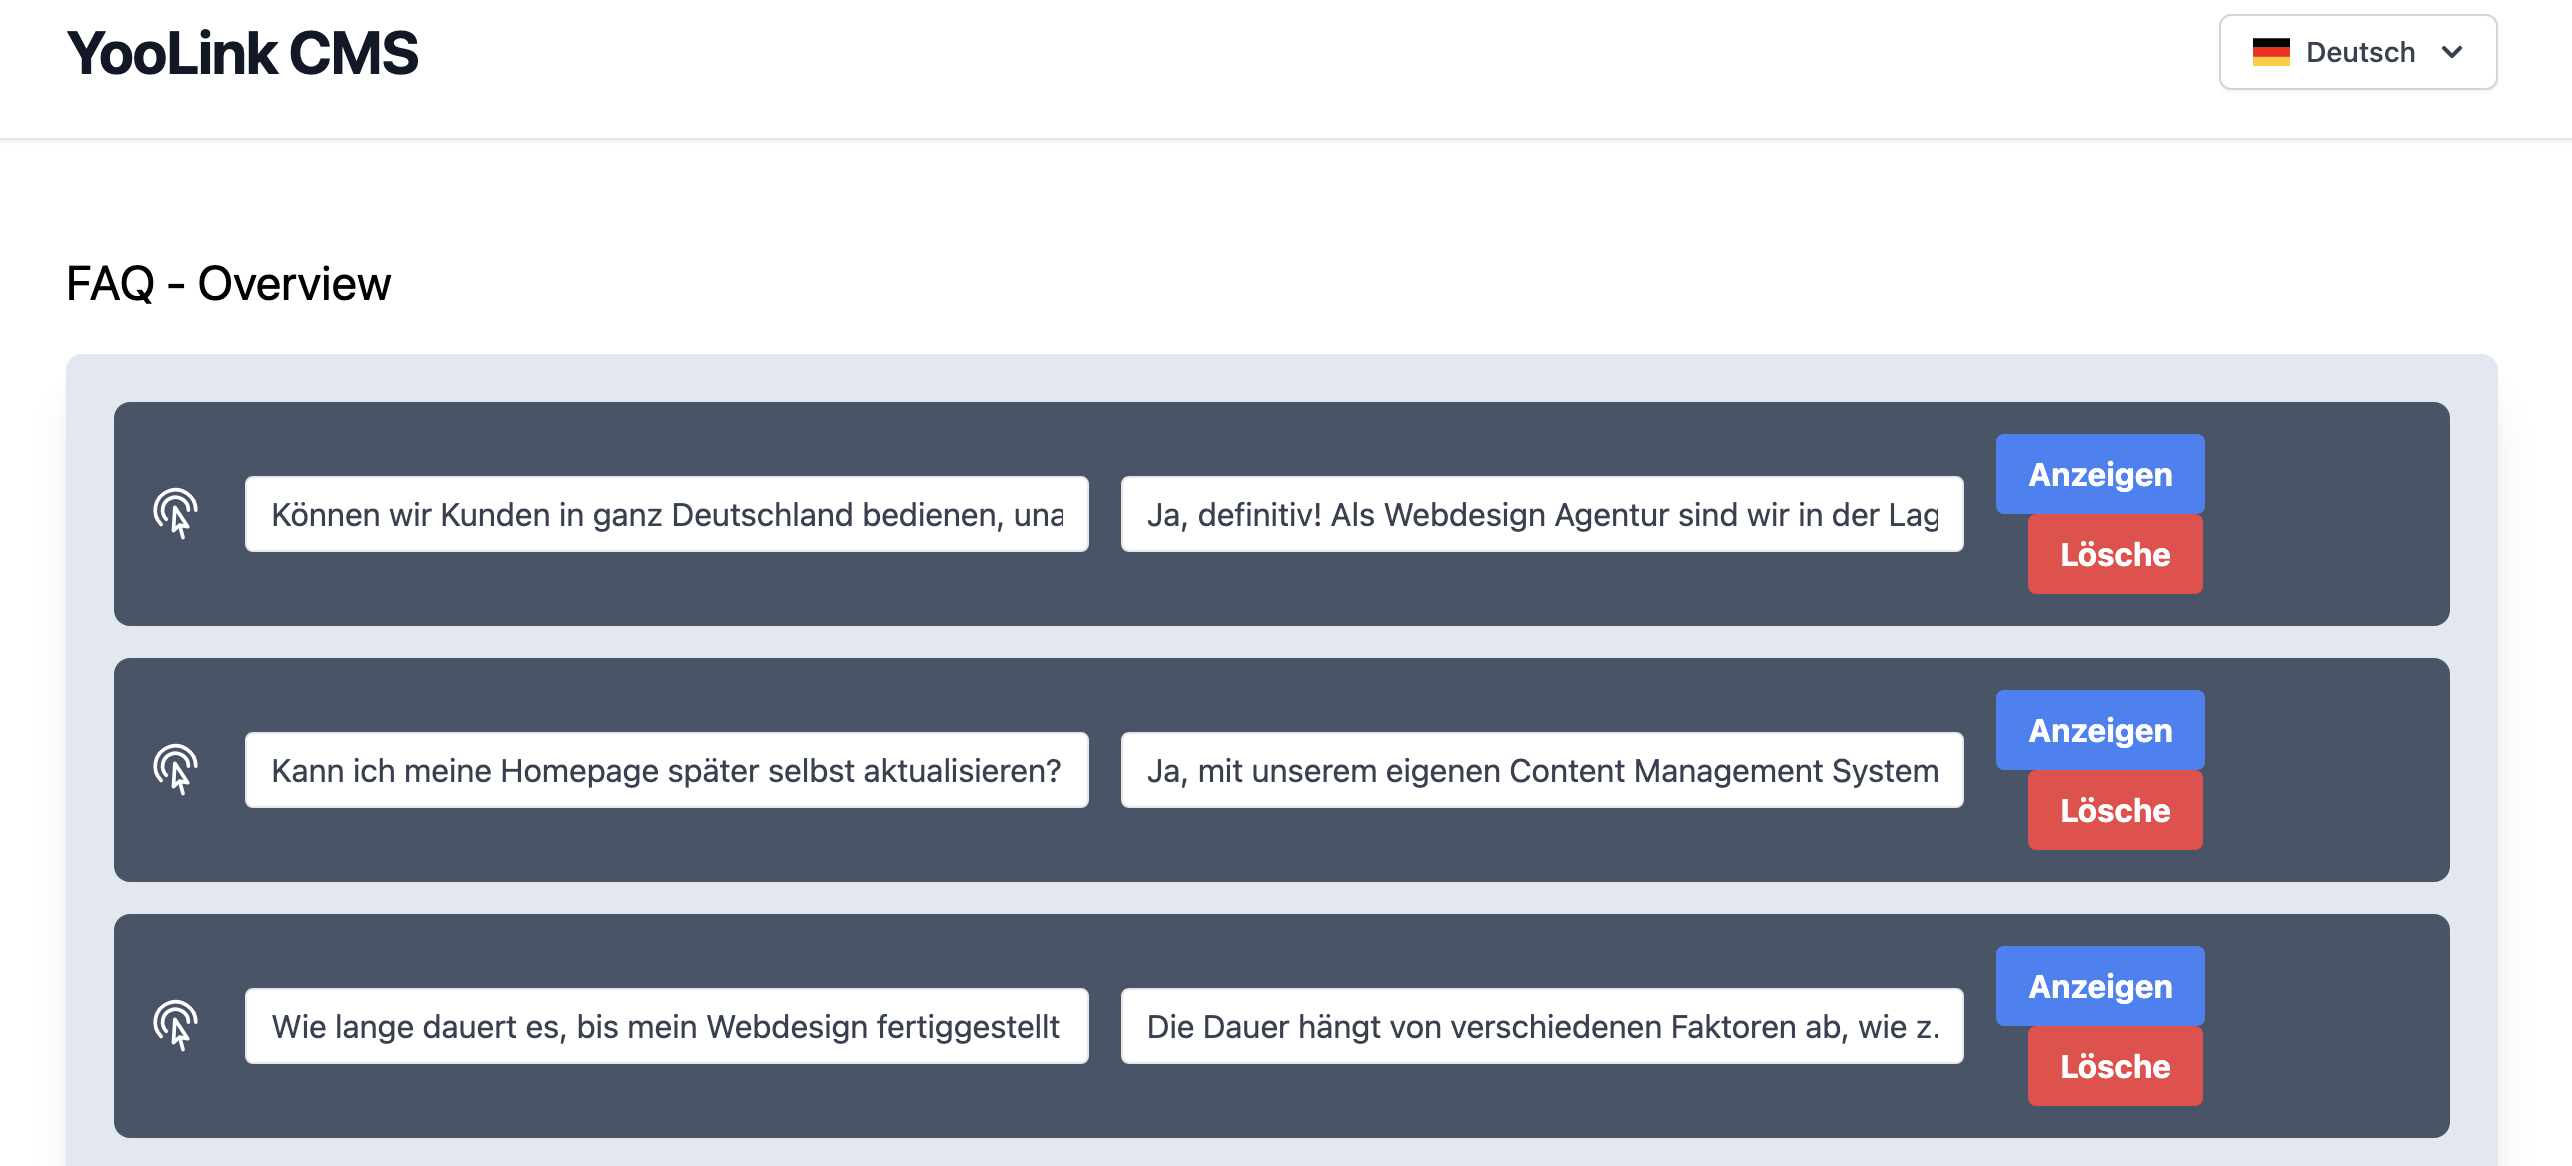 YooLink CMS
Deutsch
FAQ - Overview
Können wir Kunden in ganz Deutschland bedienen, una
Ja, definitiv! Als Webdesign Agentur sind wir in der Lag
Anzeigen
Lösche
Kann ich meine Homepage später selbst aktualisieren?
Ja, mit unserem eigenen Content Management System
Anzeigen
Lösche
Wie lange dauert es, bis mein Webdesign fertiggestellt
Die Dauer hängt von verschiedenen Faktoren ab, wie z.
Anzeigen
Lösche